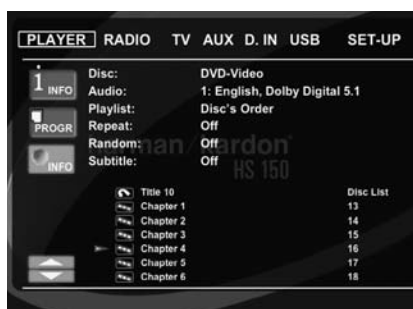 PLAYER RADIO TV AUX D. IN USB SET-UP
i INFO
Disc: DVD-Video
Audio: 1: English, Dolby Digital 5.1
Playlist: Disc's Order
PROGR
Repeat: Off
Random: Off
INFO
Subtitle: Off
harman/kardon
HS 150
Title 10 Disc List
Chapter 1 13
Chapter 2 14
Chapter 3 15
Chapter 4 16
Chapter 5 17
Chapter 6 18